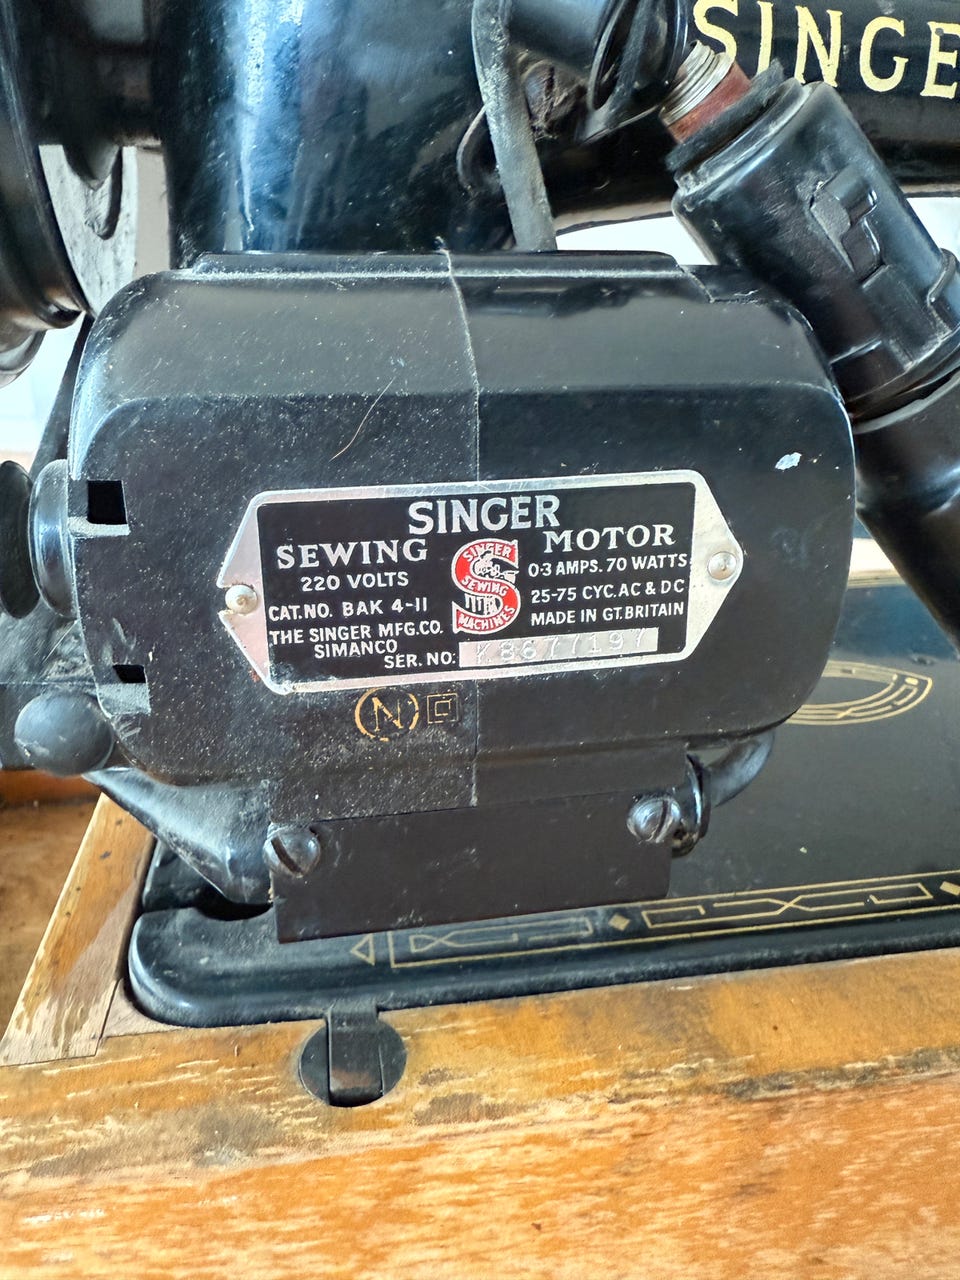 SINGE
SINGER
SEWING MOTOR
220 VOLTS
0·3 AMPS. 70 WATTS
CAT. NO. BAK 4-11
25-75 CYC. AC & DC
THE SINGER MFG. CO.
MADE IN GT. BRITAIN
SIMANCO
SER. NO: K8677197
SINGER
SEWING
MACHINES
N